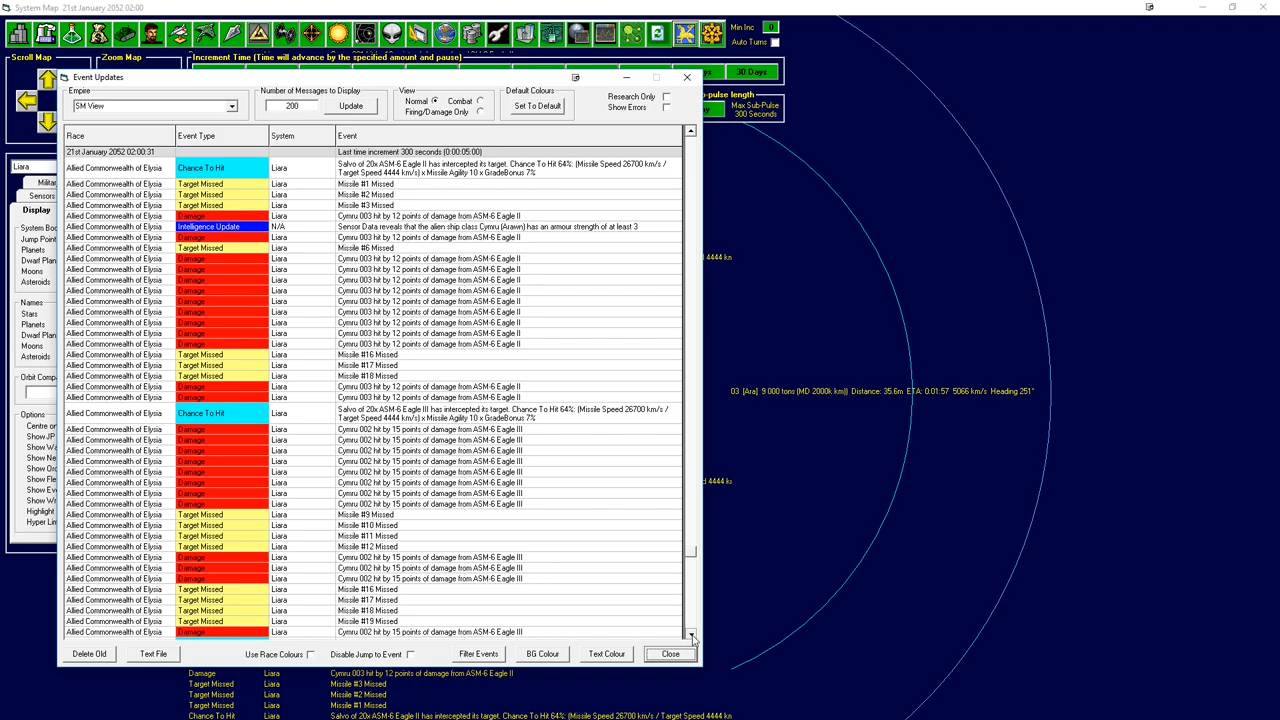 System Map  21st January 2052 02:00
Min Inc 0
Auto Turns
Scroll Map
Zoom Map
Increment Time (Time will advance by the specified amount and pause)
30 Days
Max Sub-Pulse
300 Seconds
Event Updates
Empire
SM View
Number of Messages to Display
200
Update
View
Normal
Combat
Firing/Damage Only
Default Colours
Set To Default
Research Only
Show Errors
Race Event Type System Event
21st January 2052 02:00:31 Last time increment 300 seconds (0:00:05:00)
Allied Commonwealth of Elysia Chance To Hit Liara Salvo of 20x ASM-6 Eagle II has intercepted its target. Chance To Hit 64%: (Missile Speed 26700 km/s /
Target Speed 4444 km/s) x Missile Agility 10 x GradeBonus 7%
Allied Commonwealth of Elysia Target Missed Liara Missile #1 Missed
Allied Commonwealth of Elysia Target Missed Liara Missile #2 Missed
Allied Commonwealth of Elysia Target Missed Liara Missile #3 Missed
Allied Commonwealth of Elysia Damage Liara Cymru 003 hit by 12 points of damage from ASM-6 Eagle II
Allied Commonwealth of Elysia Intelligence Update N/A Sensor Data reveals that the alien ship class Cymru (Arawn) has an armour strength of at least 3
Allied Commonwealth of Elysia Damage Liara Cymru 003 hit by 12 points of damage from ASM-6 Eagle II
Allied Commonwealth of Elysia Target Missed Liara Missile #6 Missed
Allied Commonwealth of Elysia Damage Liara Cymru 003 hit by 12 points of damage from ASM-6 Eagle II
Allied Commonwealth of Elysia Damage Liara Cymru 003 hit by 12 points of damage from ASM-6 Eagle II
Allied Commonwealth of Elysia Damage Liara Cymru 003 hit by 12 points of damage from ASM-6 Eagle II
Allied Commonwealth of Elysia Damage Liara Cymru 003 hit by 12 points of damage from ASM-6 Eagle II
Allied Commonwealth of Elysia Damage Liara Cymru 003 hit by 12 points of damage from ASM-6 Eagle II
Allied Commonwealth of Elysia Damage Liara Cymru 003 hit by 12 points of damage from ASM-6 Eagle II
Allied Commonwealth of Elysia Damage Liara Cymru 003 hit by 12 points of damage from ASM-6 Eagle II
Allied Commonwealth of Elysia Damage Liara Cymru 003 hit by 12 points of damage from ASM-6 Eagle II
Allied Commonwealth of Elysia Damage Liara Cymru 003 hit by 12 points of damage from ASM-6 Eagle II
Allied Commonwealth of Elysia Target Missed Liara Missile #16 Missed
Allied Commonwealth of Elysia Target Missed Liara Missile #17 Missed
Allied Commonwealth of Elysia Target Missed Liara Missile #18 Missed
Allied Commonwealth of Elysia Damage Liara Cymru 003 hit by 12 points of damage from ASM-6 Eagle II
Allied Commonwealth of Elysia Damage Liara Cymru 003 hit by 12 points of damage from ASM-6 Eagle II
Allied Commonwealth of Elysia Chance To Hit Liara Salvo of 20x ASM-6 Eagle III has intercepted its target. Chance To Hit 64%: (Missile Speed 26700 km/s /
Target Speed 4444 km/s) x Missile Agility 10 x GradeBonus 7%
Allied Commonwealth of Elysia Damage Liara Cymru 002 hit by 15 points of damage from ASM-6 Eagle III
Allied Commonwealth of Elysia Damage Liara Cymru 002 hit by 15 points of damage from ASM-6 Eagle III
Allied Commonwealth of Elysia Damage Liara Cymru 002 hit by 15 points of damage from ASM-6 Eagle III
Allied Commonwealth of Elysia Damage Liara Cymru 002 hit by 15 points of damage from ASM-6 Eagle III
Allied Commonwealth of Elysia Damage Liara Cymru 002 hit by 15 points of damage from ASM-6 Eagle III
Allied Commonwealth of Elysia Damage Liara Cymru 002 hit by 15 points of damage from ASM-6 Eagle III
Allied Commonwealth of Elysia Damage Liara Cymru 002 hit by 15 points of damage from ASM-6 Eagle III
Allied Commonwealth of Elysia Damage Liara Cymru 002 hit by 15 points of damage from ASM-6 Eagle III
Allied Commonwealth of Elysia Target Missed Liara Missile #9 Missed
Allied Commonwealth of Elysia Target Missed Liara Missile #10 Missed
Allied Commonwealth of Elysia Target Missed Liara Missile #11 Missed
Allied Commonwealth of Elysia Target Missed Liara Missile #12 Missed
Allied Commonwealth of Elysia Damage Liara Cymru 002 hit by 15 points of damage from ASM-6 Eagle III
Allied Commonwealth of Elysia Damage Liara Cymru 002 hit by 15 points of damage from ASM-6 Eagle III
Allied Commonwealth of Elysia Damage Liara Cymru 002 hit by 15 points of damage from ASM-6 Eagle III
Allied Commonwealth of Elysia Target Missed Liara Missile #16 Missed
Allied Commonwealth of Elysia Target Missed Liara Missile #17 Missed
Allied Commonwealth of Elysia Target Missed Liara Missile #18 Missed
Allied Commonwealth of Elysia Target Missed Liara Missile #19 Missed
Allied Commonwealth of Elysia Damage Liara Cymru 002 hit by 15 points of damage from ASM-6 Eagle III
Delete Old
Text File
Use Race Colours
Disable Jump to Event
Filter Events
BG Colour
Text Colour
Close
Liara
Sensors
Display
Planets
Moons
Asteroids
Names
Stars
Planets
Moons
Asteroids
Options
Show JP
Highlight
4444 km
03 [Ara] 9 000 tons (MD 2000k km)) Distance: 35.6m ETA: 0:01:57 5066 km/s Heading 251°
Damage Liara Cymru 003 hit by 12 points of damage from ASM-6 Eagle II
Target Missed Liara Missile #3 Missed
Target Missed Liara Missile #2 Missed
Target Missed Liara Missile #1 Missed
Chance To Hit Liara Salvo of 20x ASM-6 Eagle II has intercepted its target. Chance To Hit 64%: (Missile Speed 26700 km/s / Target Speed 4444 km